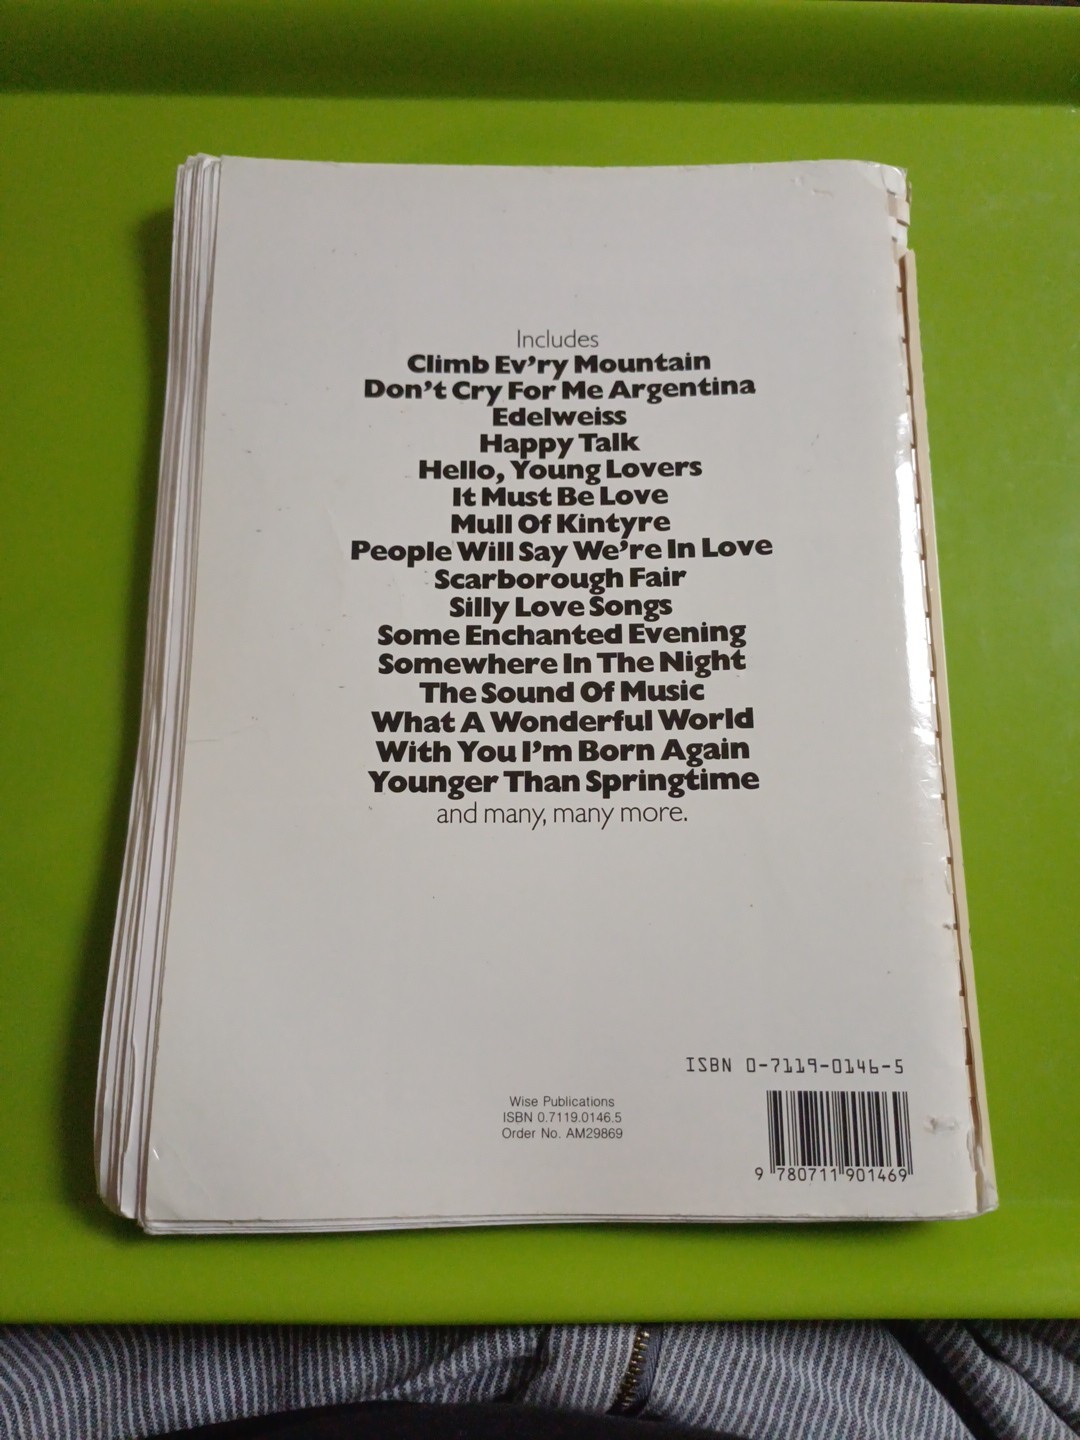 Includes
Climb Ev'ry Mountain
Don't Cry For Me Argentina
Edelweiss
Happy Talk
Hello, Young Lovers
It Must Be Love
Mull Of Kintyre
People Will Say We're In Love
Scarborough Fair
Silly Love Songs
Some Enchanted Evening
Somewhere In The Night
The Sound Of Music
What A Wonderful World
With You I'm Born Again
Younger Than Springtime
and many, many more.
ISBN 0-7119-0146-5
Wise Publications
ISBN 0.7119.0146.5
Order No. AM29869
9 780711 901469